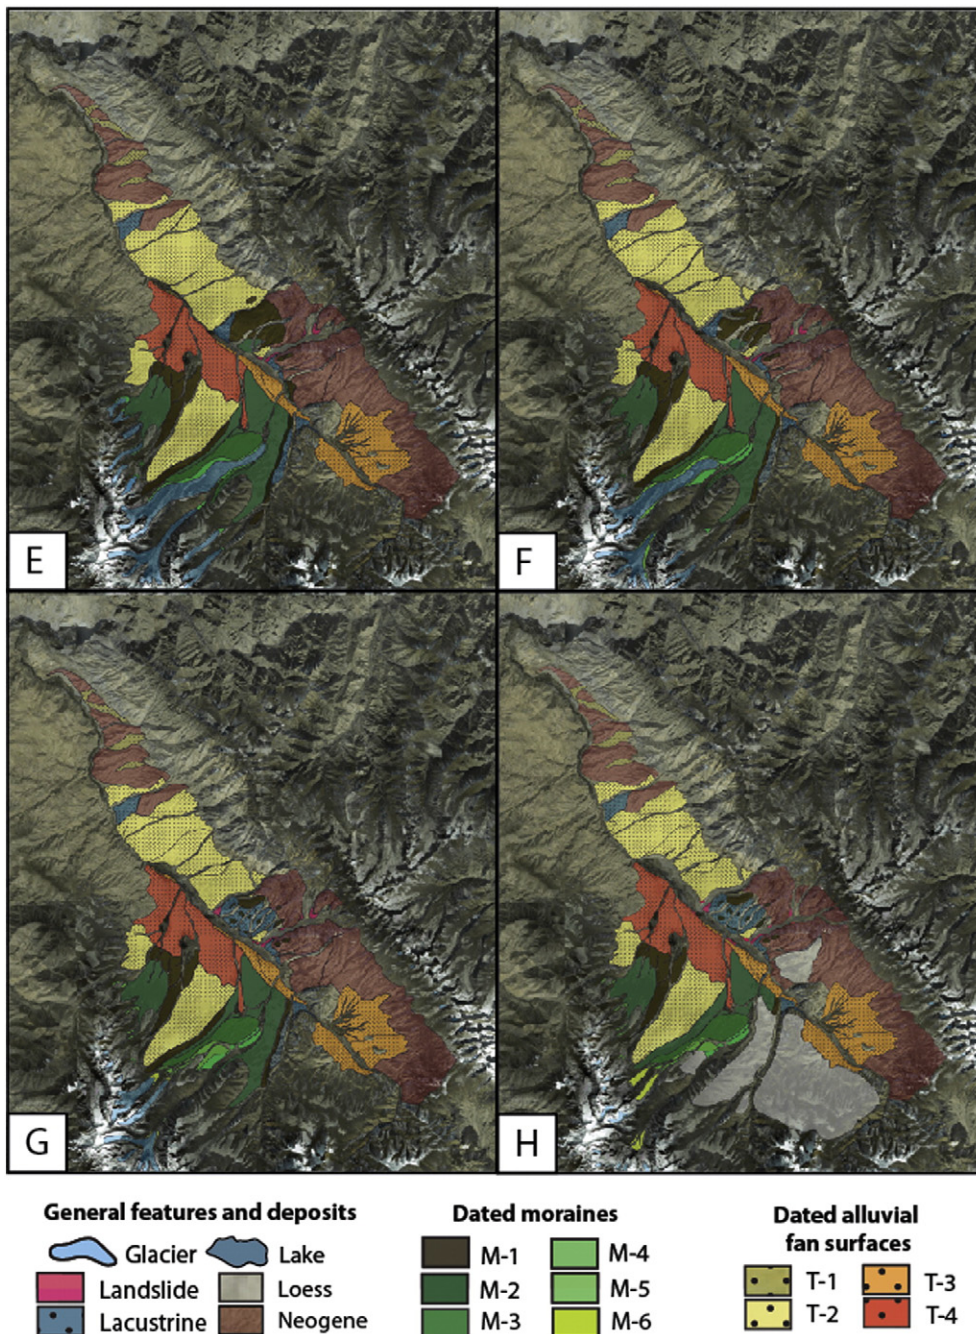 E
F
G
H
General features and deposits
Glacier
Lake
Landslide
Loess
Lacustrine
Neogene
Dated moraines
M-1
M-4
M-2
M-5
M-3
M-6
Dated alluvial
fan surfaces
T-1
T-3
T-2
T-4